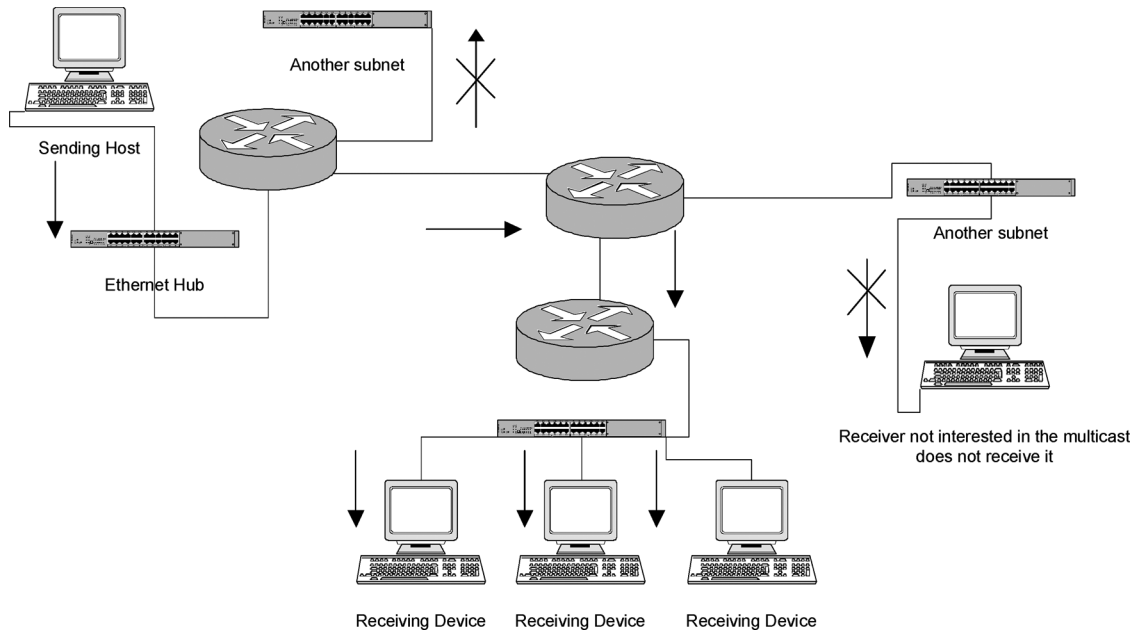 Another subnet
Sending Host
Another subnet
Ethernet Hub
Receiver not interested in the multicast
does not receive it
Receiving Device
Receiving Device
Receiving Device